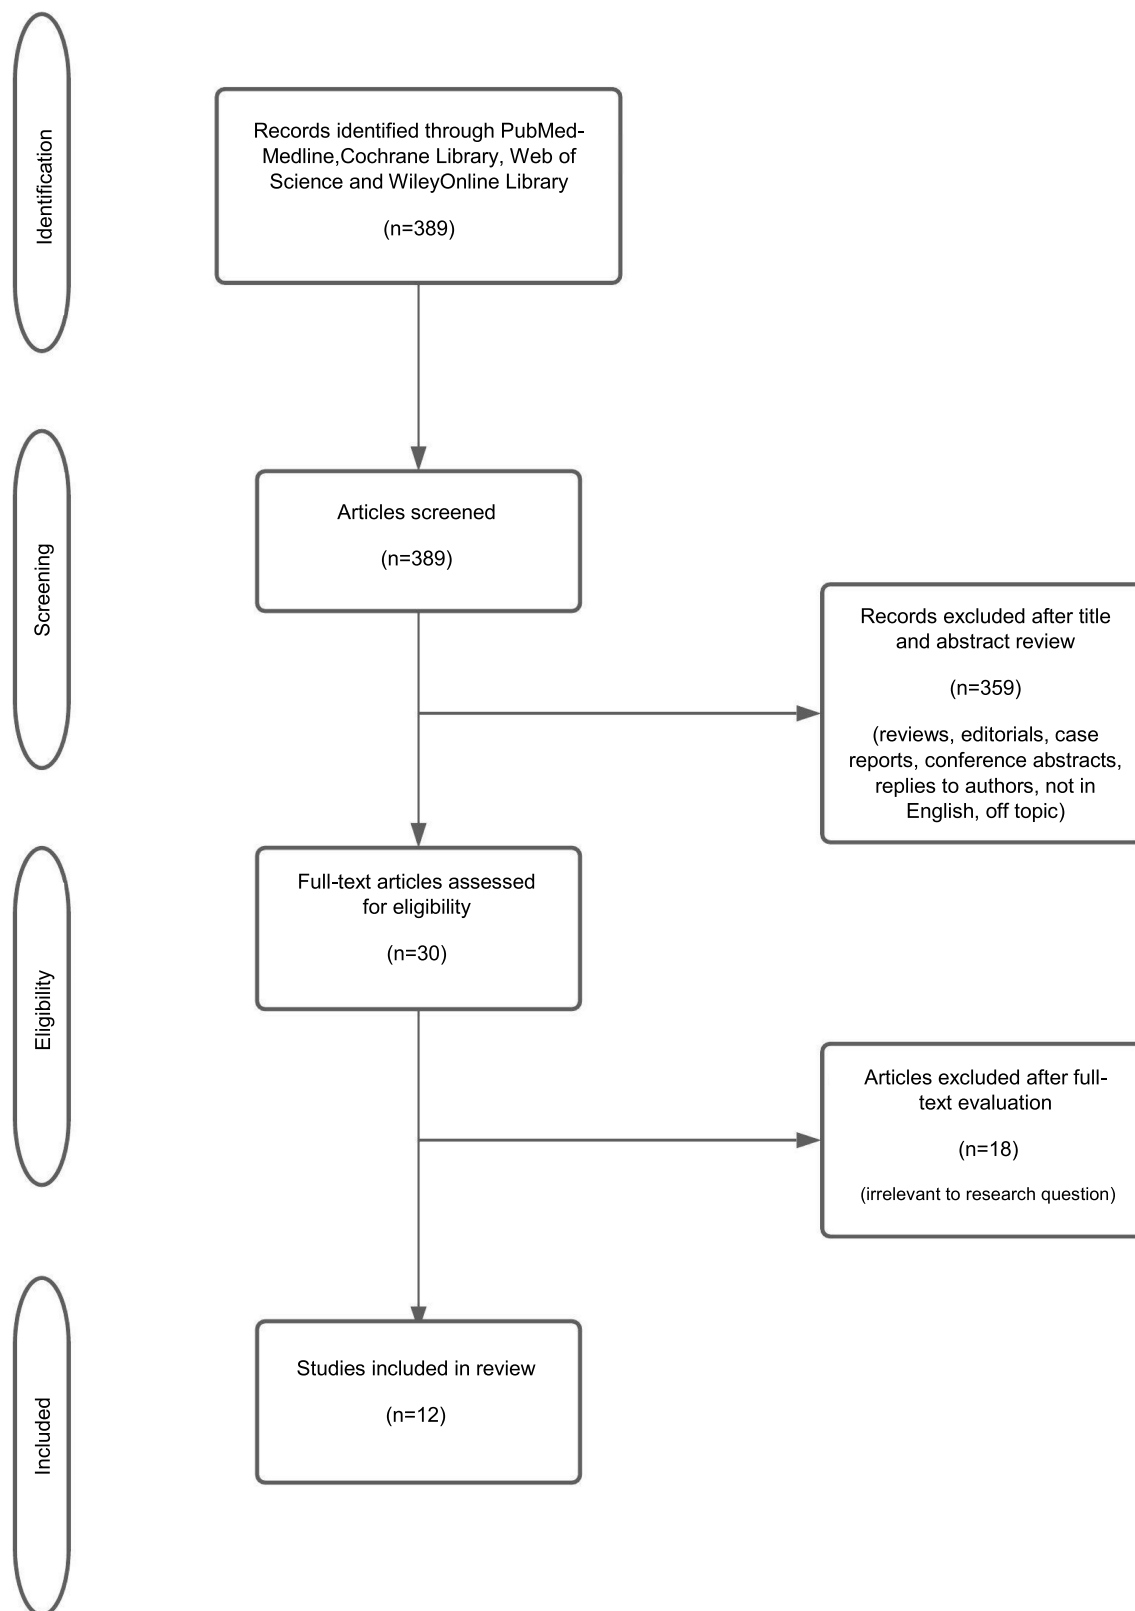 Identification
Records identified through PubMed-
Medline,Cochrane Library, Web of
Science and WileyOnline Library
(n=389)
Screening
Articles screened
(n=389)
Records excluded after title
and abstract review
(n=359)
(reviews, editorials, case
reports, conference abstracts,
replies to authors, not in
English, off topic)
Eligibility
Full-text articles assessed
for eligibility
(n=30)
Articles excluded after full-
text evaluation
(n=18)
(irrelevant to research question)
Included
Studies included in review
(n=12)